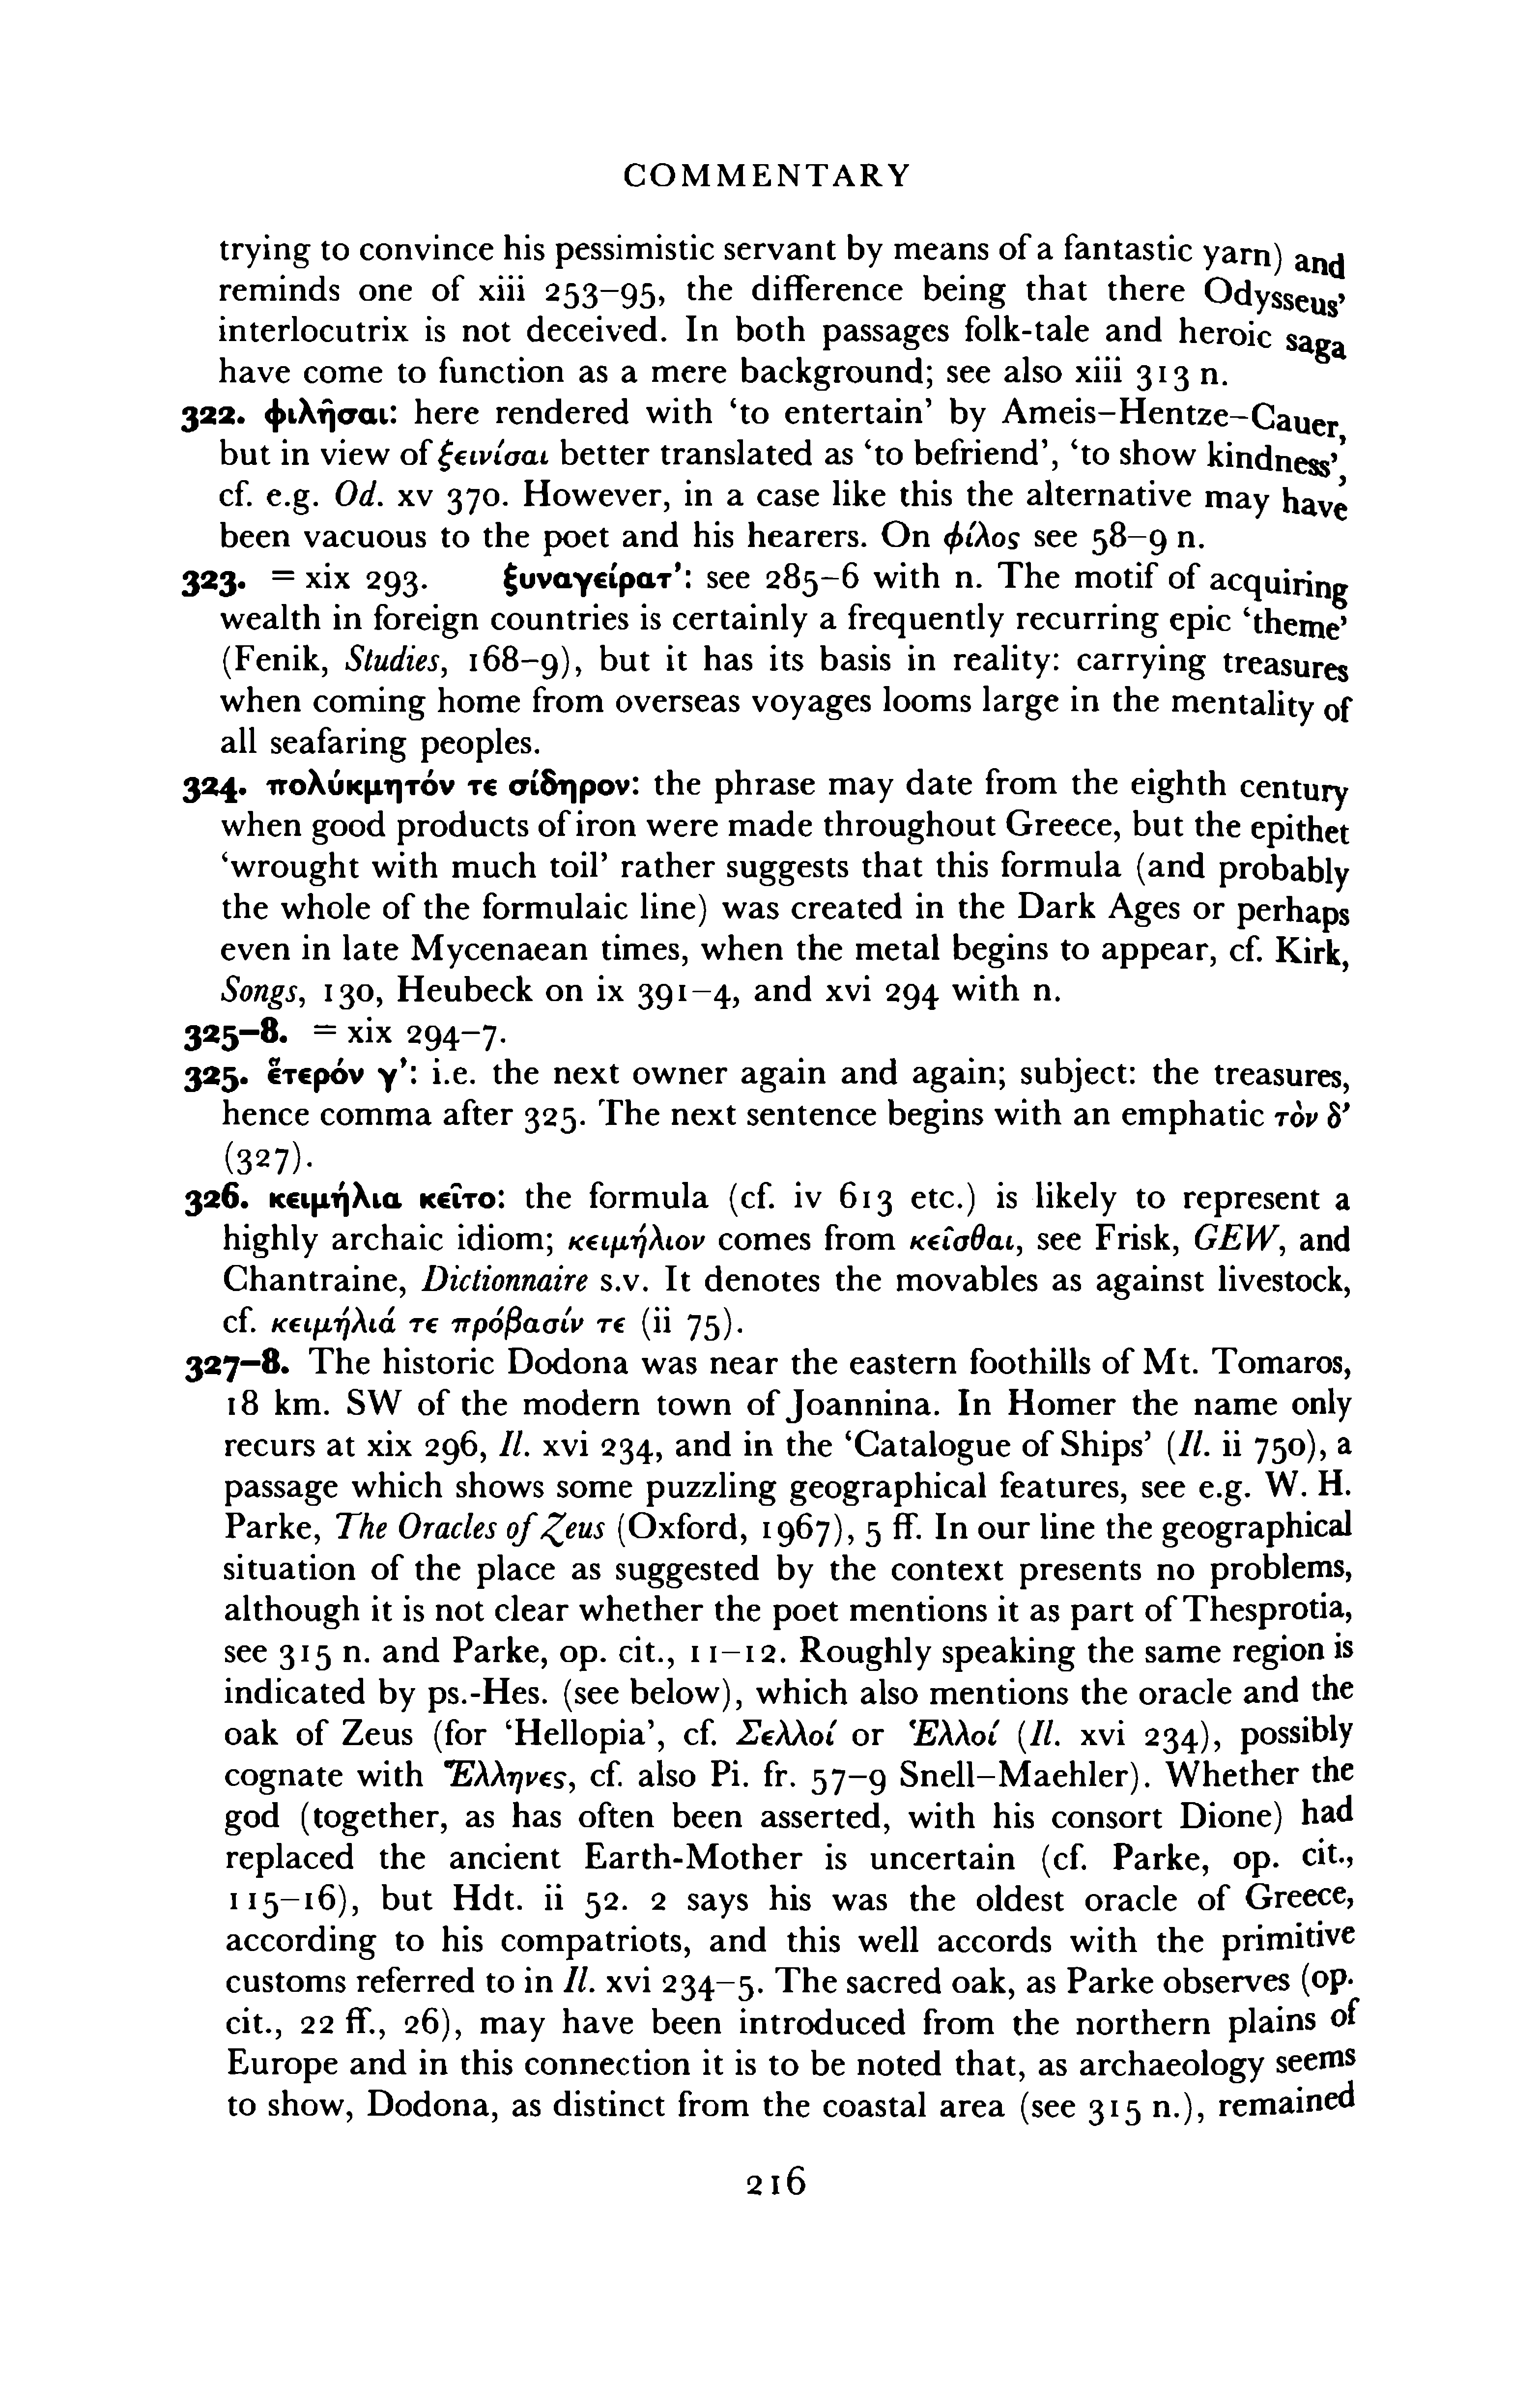 COMMENTARY
trying to convince his pessimistic servant by means of a fantastic yarn) and
reminds one of xiii 253–95, the difference being that there Odysseus’
interlocutrix is not deceived. In both passages folk-tale and heroic saga
have come to function as a mere background; see also xiii 313 n.
322. φιλῆσαι: here rendered with ‘to entertain’ by Ameis–Hentze–Cauer,
but in view of ξεινίσαι better translated as ‘to befriend’, ‘to show kindness’,
cf. e.g. Od. xv 370. However, in a case like this the alternative may have
been vacuous to the poet and his hearers. On φίλος see 58–9 n.
323. = xix 293. ξυναγείρατ’: see 285–6 with n. The motif of acquiring
wealth in foreign countries is certainly a frequently recurring epic ‘theme’
(Fenik, Studies, 168–9), but it has its basis in reality: carrying treasures
when coming home from overseas voyages looms large in the mentality of
all seafaring peoples.
324. πολύκμητόν τε σίδηρον: the phrase may date from the eighth century
when good products of iron were made throughout Greece, but the epithet
‘wrought with much toil’ rather suggests that this formula (and probably
the whole of the formulaic line) was created in the Dark Ages or perhaps
even in late Mycenaean times, when the metal begins to appear, cf. Kirk,
Songs, 130, Heubeck on ix 391–4, and xvi 294 with n.
325–8. = xix 294–7.
325. ἕτερόν γ’: i.e. the next owner again and again; subject: the treasures,
hence comma after 325. The next sentence begins with an emphatic τὸν δ’
(327).
326. κειμήλια κεῖτο: the formula (cf. iv 613 etc.) is likely to represent a
highly archaic idiom; κειμήλιον comes from κεῖσθαι, see Frisk, GEW, and
Chantraine, Dictionnaire s.v. It denotes the movables as against livestock,
cf. κειμήλιά τε πρόβασίν τε (ii 75).
327–8. The historic Dodona was near the eastern foothills of Mt. Tomaros,
18 km. SW of the modern town of Joannina. In Homer the name only
recurs at xix 296, Il. xvi 234, and in the ‘Catalogue of Ships’ (Il. ii 750), a
passage which shows some puzzling geographical features, see e.g. W. H.
Parke, The Oracles of Zeus (Oxford, 1967), 5 ff. In our line the geographical
situation of the place as suggested by the context presents no problems,
although it is not clear whether the poet mentions it as part of Thesprotia,
see 315 n. and Parke, op. cit., 11–12. Roughly speaking the same region is
indicated by ps.-Hes. (see below), which also mentions the oracle and the
oak of Zeus (for ‘Hellopia’, cf. Σελλοί or Ἑλλοί (Il. xvi 234), possibly
cognate with Ἕλληνες, cf. also Pi. fr. 57–9 Snell–Maehler). Whether the
god (together, as has often been asserted, with his consort Dione) had
replaced the ancient Earth-Mother is uncertain (cf. Parke, op. cit.,
115–16), but Hdt. ii 52. 2 says his was the oldest oracle of Greece,
according to his compatriots, and this well accords with the primitive
customs referred to in Il. xvi 234–5. The sacred oak, as Parke observes (op.
cit., 22 ff., 26), may have been introduced from the northern plains of
Europe and in this connection it is to be noted that, as archaeology seems
to show, Dodona, as distinct from the coastal area (see 315 n.), remained
216